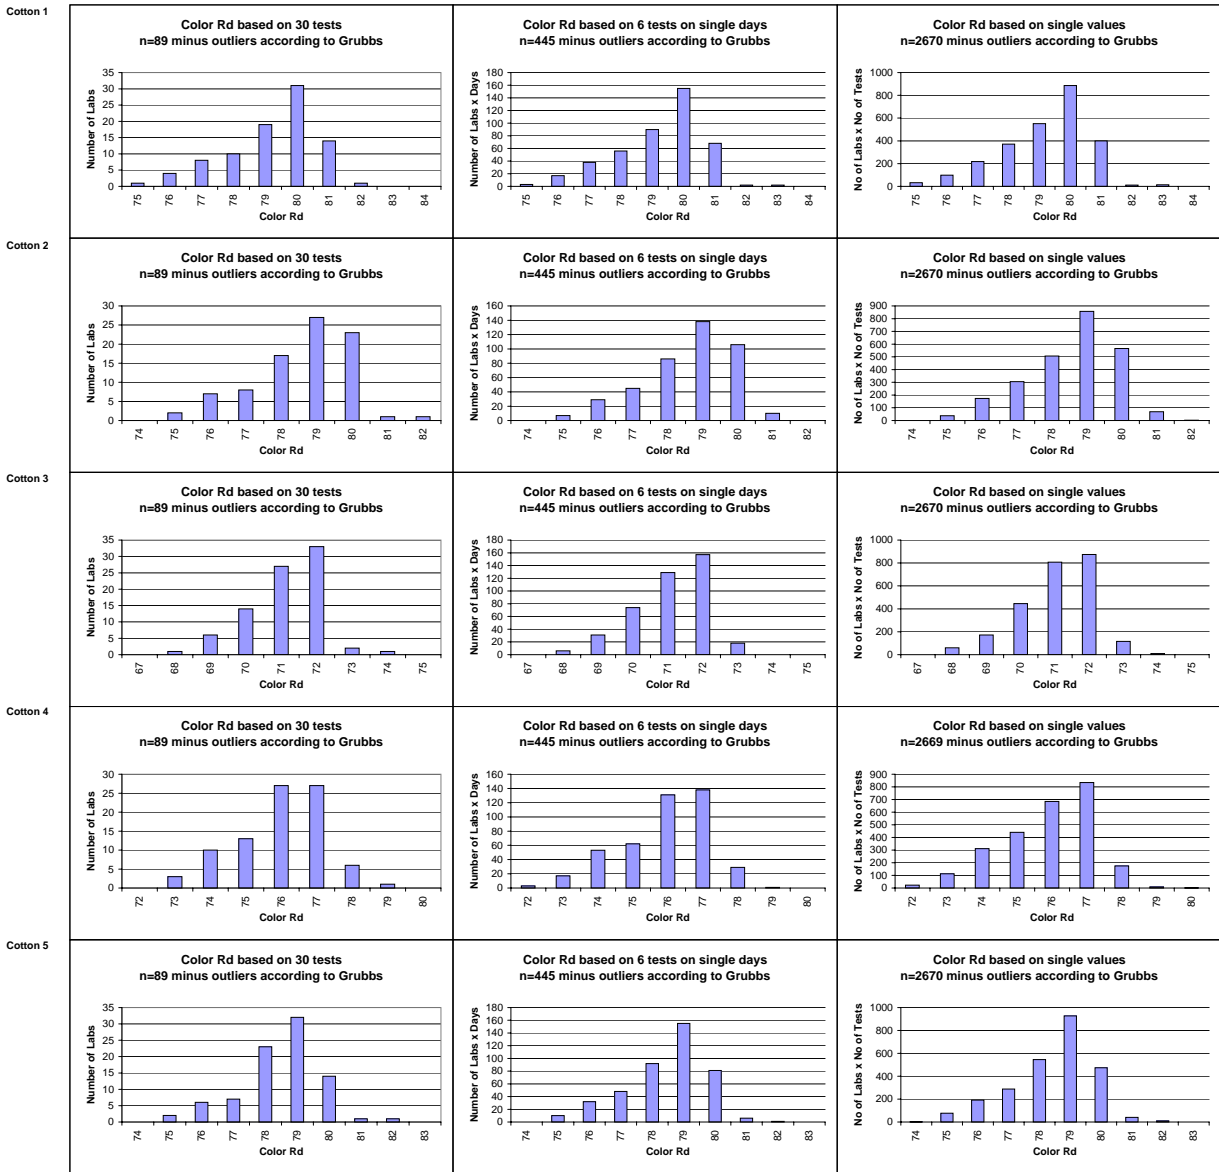 Cotton 1
Color Rd based on 30 tests
n=89 minus outliers according to Grubbs
Number of Labs
35
30
25
20
15
10
5
0
75 76 77 78 79 80 81 82 83 84
Color Rd
Color Rd based on 6 tests on single days
n=445 minus outliers according to Grubbs
Number of Labs x Days
180
160
140
120
100
80
60
40
20
0
75 76 77 78 79 80 81 82 83 84
Color Rd
Color Rd based on single values
n=2670 minus outliers according to Grubbs
No of Labs x No of Tests
1000
800
600
400
200
0
75 76 77 78 79 80 81 82 83 84
Color Rd
Cotton 2
Color Rd based on 30 tests
n=89 minus outliers according to Grubbs
Number of Labs
30
25
20
15
10
5
0
74 75 76 77 78 79 80 81 82
Color Rd
Color Rd based on 6 tests on single days
n=445 minus outliers according to Grubbs
Number of Labs x Days
160
140
120
100
80
60
40
20
0
74 75 76 77 78 79 80 81 82
Color Rd
Color Rd based on single values
n=2670 minus outliers according to Grubbs
No of Labs x No of Tests
900
800
700
600
500
400
300
200
100
0
74 75 76 77 78 79 80 81 82
Color Rd
Cotton 3
Color Rd based on 30 tests
n=89 minus outliers according to Grubbs
Number of Labs
35
30
25
20
15
10
5
0
67 68 69 70 71 72 73 74 75
Color Rd
Color Rd based on 6 tests on single days
n=445 minus outliers according to Grubbs
Number of Labs x Days
180
160
140
120
100
80
60
40
20
0
67 68 69 70 71 72 73 74 75
Color Rd
Color Rd based on single values
n=2670 minus outliers according to Grubbs
No of Labs x No of Tests
1000
800
600
400
200
0
67 68 69 70 71 72 73 74 75
Color Rd
Cotton 4
Color Rd based on 30 tests
n=89 minus outliers according to Grubbs
Number of Labs
30
25
20
15
10
5
0
72 73 74 75 76 77 78 79 80
Color Rd
Color Rd based on 6 tests on single days
n=445 minus outliers according to Grubbs
Number of Labs x Days
160
140
120
100
80
60
40
20
0
72 73 74 75 76 77 78 79 80
Color Rd
Color Rd based on single values
n=2669 minus outliers according to Grubbs
No of Labs x No of Tests
900
800
700
600
500
400
300
200
100
0
72 73 74 75 76 77 78 79 80
Color Rd
Cotton 5
Color Rd based on 30 tests
n=89 minus outliers according to Grubbs
Number of Labs
35
30
25
20
15
10
5
0
74 75 76 77 78 79 80 81 82 83
Color Rd
Color Rd based on 6 tests on single days
n=445 minus outliers according to Grubbs
Number of Labs x Days
180
160
140
120
100
80
60
40
20
0
74 75 76 77 78 79 80 81 82 83
Color Rd
Color Rd based on single values
n=2670 minus outliers according to Grubbs
No of Labs x No of Tests
1000
800
600
400
200
0
74 75 76 77 78 79 80 81 82 83
Color Rd